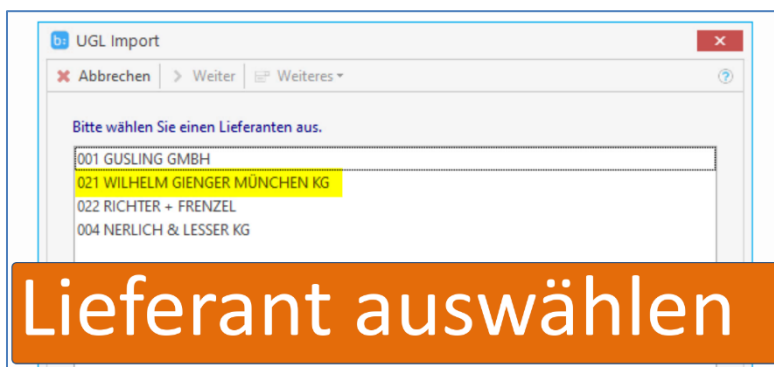 b: UGL Import
Abbrechen Weiter Weiteres
Bitte wählen Sie einen Lieferanten aus.
001 GUSLING GMBH
021 WILHELM GIENGER MÜNCHEN KG
022 RICHTER + FRENZEL
004 NERLICH & LESSER KG
Lieferant auswählen